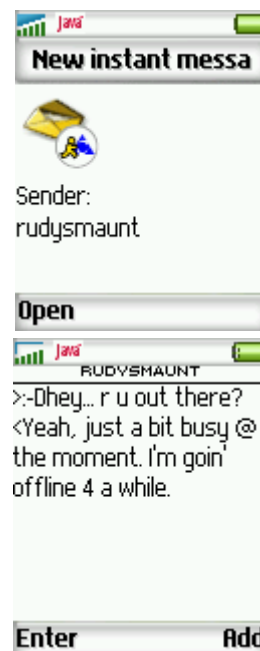 Java
New instant messa
Sender:
rudysmaunt
Open
Java
RUDYSMAUNT
>:-Dhey... r u out there?
<Yeah, just a bit busy @
the moment. I'm goin'
offline 4 a while.
Enter Add